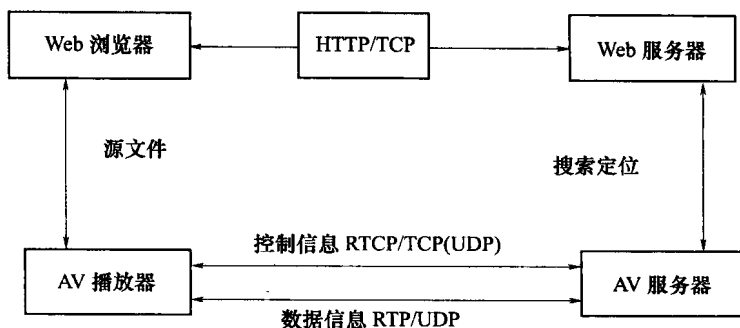 Web 浏览器
HTTP/TCP
Web 服务器
源文件
搜索定位
控制信息 RTCP/TCP(UDP)
AV 播放器
AV 服务器
数据信息 RTP/UDP